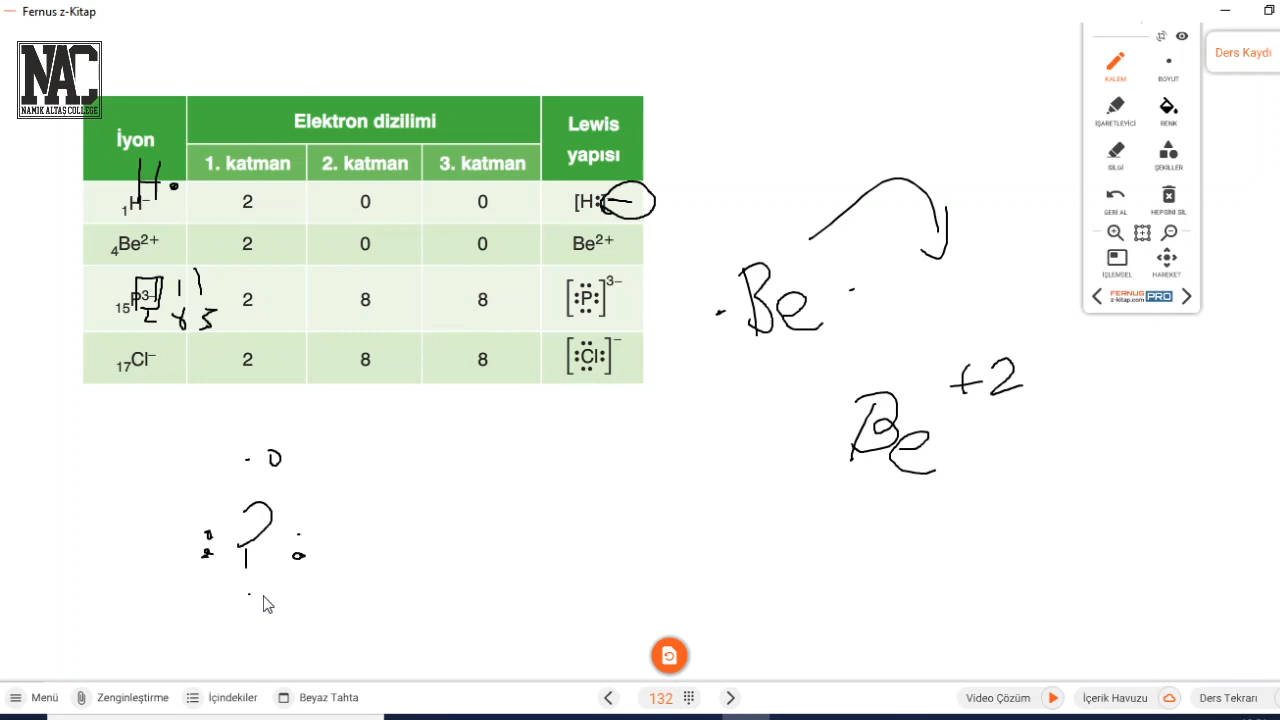 Fernus z-Kitap
NAC
NAMIK ALTAŞ COLLEGE
KALEM
BOYUT
İŞARETLEYİCİ
RENK
SİLGİ
ŞEKİLLER
GERİ AL
HEPSİNİ SİL
İŞLEMSEL
HAREKET
FERNUS
z-kitap.com PRO
Ders Kaydı
İyon
Elektron dizilimi
Lewis yapısı
1. katman 2. katman 3. katman
H
₁H⁻ 2 0 0 [H:]⁻
₄Be²⁺ 2 0 0 Be²⁺
₁₅P³⁻ 2 8 8 [P]³⁻
2 8 5
₁₇Cl⁻ 2 8 8 [Cl]⁻
Be
Be⁺²
Menü
Zenginleştirme
İçindekiler
Beyaz Tahta
132
Video Çözüm
İçerik Havuzu
Ders Tekrarı